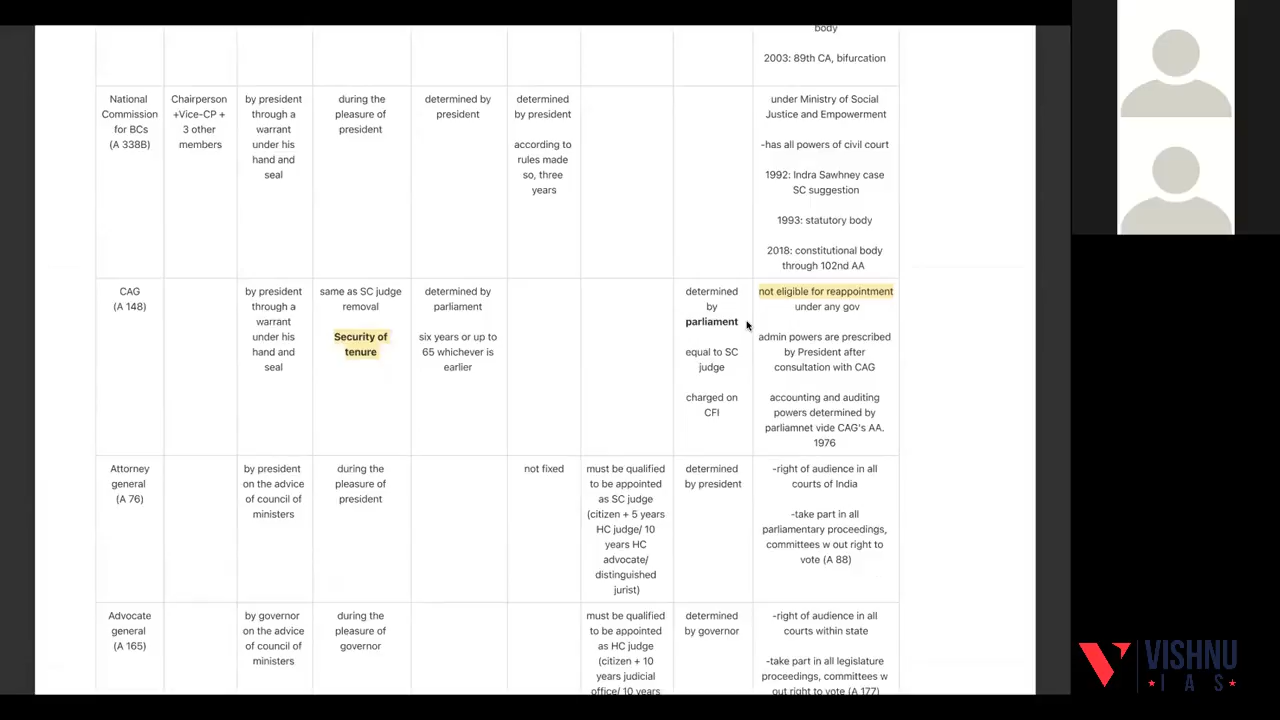 body
2003: 89th CA, bifurcation
National
Commission
for BCs
(A 338B)
Chairperson
+Vice-CP +
3 other
members
by president
through a
warrant
under his
hand and
seal
during the
pleasure of
president
determined by
president
determined
by president
according to
rules made
so, three
years
under Ministry of Social
Justice and Empowerment
-has all powers of civil court
1992: Indra Sawhney case
SC suggestion
1993: statutory body
2018: constitutional body
through 102nd AA
CAG
(A 148)
by president
through a
warrant
under his
hand and
seal
same as SC judge
removal
Security of
tenure
determined by
parliament
six years or up to
65 whichever is
earlier
determined
by
parliament
equal to SC
judge
charged on
CFI
not eligible for reappointment
under any gov
admin powers are prescribed
by President after
consultation with CAG
accounting and auditing
powers determined by
parliamnet vide CAG's AA.
1976
Attorney
general
(A 76)
by president
on the advice
of council of
ministers
during the
pleasure of
president
not fixed
must be qualified
to be appointed
as SC judge
(citizen + 5 years
HC judge/ 10
years HC
advocate/
distinguished
jurist)
determined
by president
-right of audience in all
courts of India
-take part in all
parliamentary proceedings,
committees w out right to
vote (A 88)
Advocate
general
(A 165)
by governor
on the advice
of council of
ministers
during the
pleasure of
governor
must be qualified
to be appointed
as HC judge
(citizen + 10
years judicial
office/ 10 years
determined
by governor
-right of audience in all
courts within state
-take part in all legislature
proceedings, committees w
out right to vote (A 177)
VISHNU
IAS